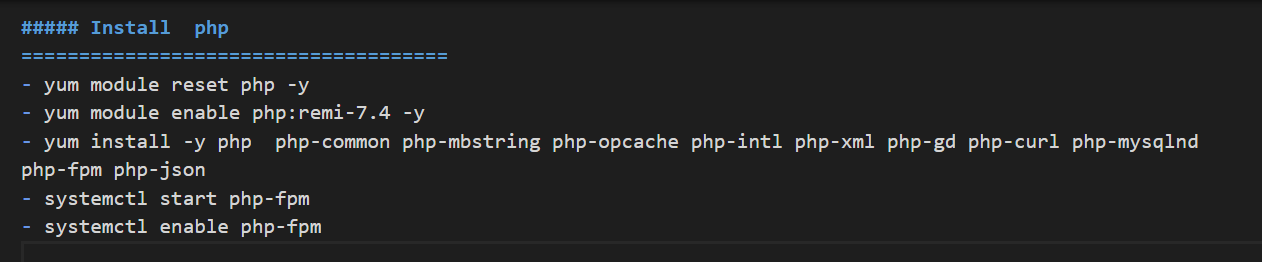 ##### Install  php
=====================================
- yum module reset php -y
- yum module enable php:remi-7.4 -y
- yum install -y php  php-common php-mbstring php-opcache php-intl php-xml php-gd php-curl php-mysqlnd
php-fpm php-json
- systemctl start php-fpm
- systemctl enable php-fpm